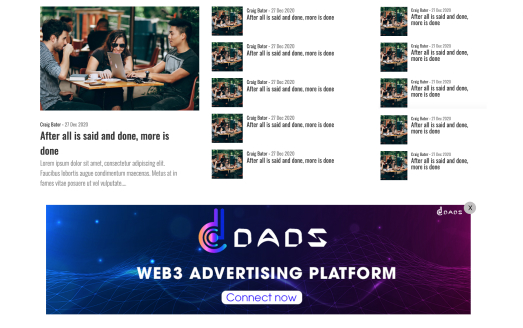 Craig Bator - 27 Dec 2020
After all is said and done, more is
done
Lorem ipsum dolor sit amet, consectetur adipiscing elit.
Faucibus lobortis augue condimentum maecenas. Metus at in
fames vitae posuere ut vel vulputate....
Craig Bator - 27 Dec 2020
After all is said and done, more is done
Craig Bator - 27 Dec 2020
After all is said and done, more is done
Craig Bator - 27 Dec 2020
After all is said and done, more is done
Craig Bator - 27 Dec 2020
After all is said and done, more is done
Craig Bator - 27 Dec 2020
After all is said and done, more is done
Craig Bator - 27 Dec 2020
After all is said and done,
more is done
Craig Bator - 27 Dec 2020
After all is said and done,
more is done
Craig Bator - 27 Dec 2020
After all is said and done,
more is done
Craig Bator - 27 Dec 2020
After all is said and done,
more is done
Craig Bator - 27 Dec 2020
After all is said and done,
more is done
X
DADS
DADS
WEB3 ADVERTISING PLATFORM
Connect now